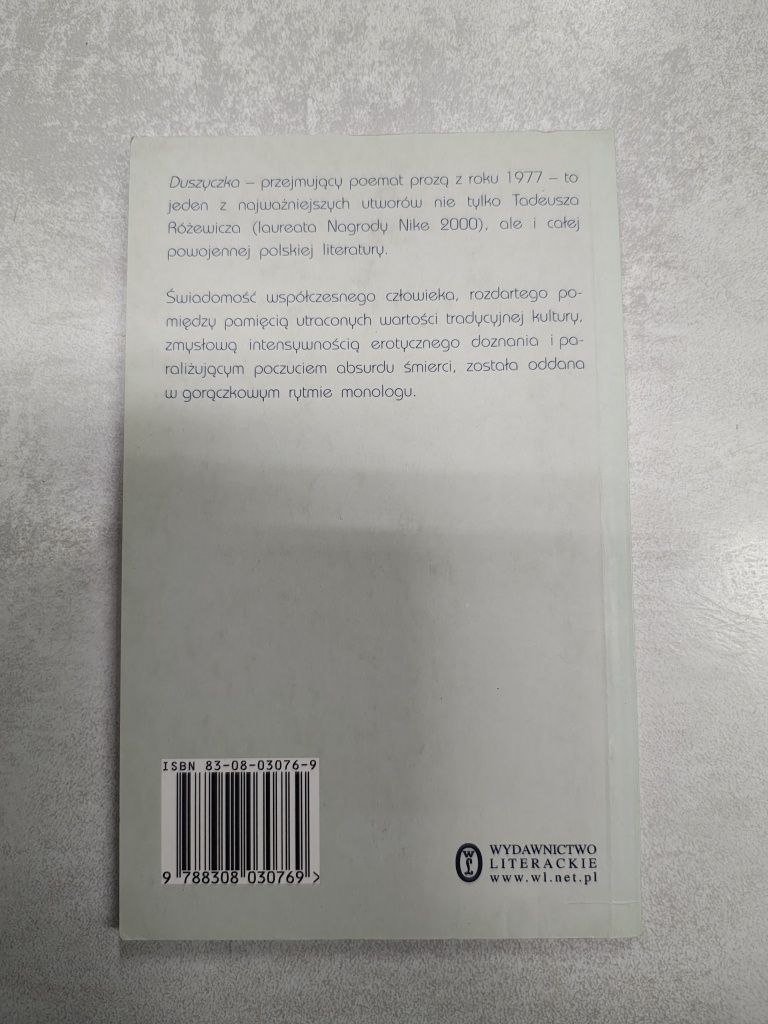 Duszyczka – przejmujący poemat prozą z roku 1977 – to
jeden z najważniejszych utworów nie tylko Tadeusza
Różewicza (laureata Nagrody Nike 2000), ale i całej
powojennej polskiej literatury.
Świadomość współczesnego człowieka, rozdartego po-
między pamięcią utraconych wartości tradycyjnej kultury,
zmysłową intensywnością erotycznego doznania i pa-
raliżującym poczuciem absurdu śmierci, została oddana
w gorączkowym rytmie monologu.
ISBN 83-08-03076-9
9 788308 030769 >
WYDAWNICTWO
LITERACKIE
www.wl.net.pl